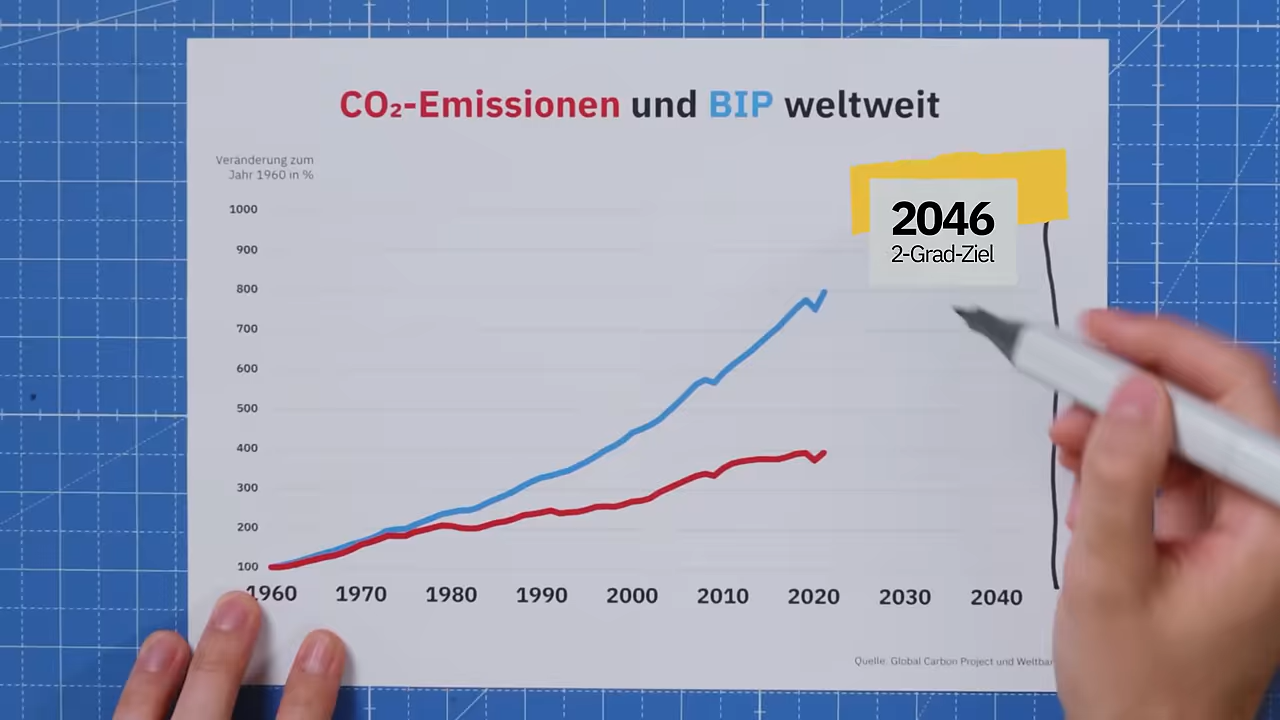 CO₂-Emissionen und BIP weltweit
Veränderung zum
Jahr 1960 in %
1000
900
800
700
600
500
400
300
200
100
2046
2-Grad-Ziel
1960 1970 1980 1990 2000 2010 2020 2030 2040
Quelle: Global Carbon Project und